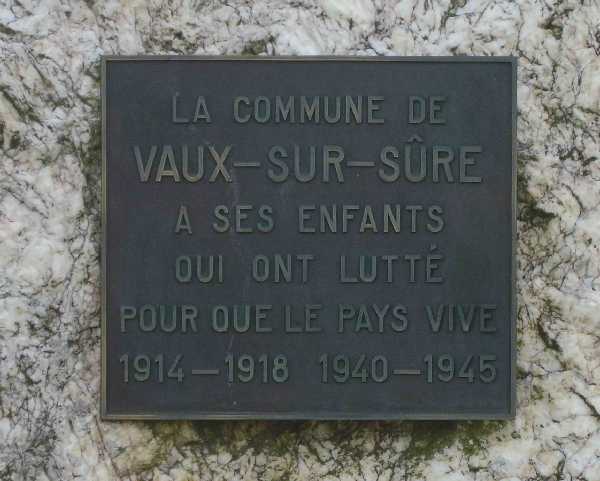 LA COMMUNE DE
VAUX-SUR-SÛRE
A SES ENFANTS
QUI ONT LUTTÉ
POUR QUE LE PAYS VIVE
1914-1918 1940-1945